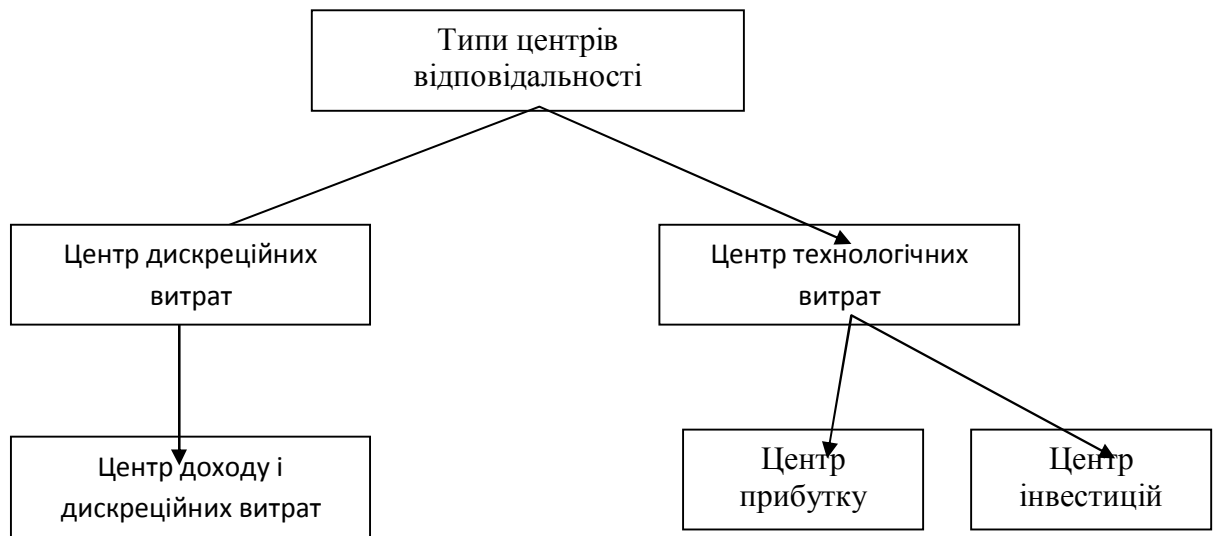 Типи центрів
відповідальності
Центр дискреційних
витрат
Центр технологічних
витрат
Центр доходу і
дискреційних витрат
Центр
прибутку
Центр
інвестицій